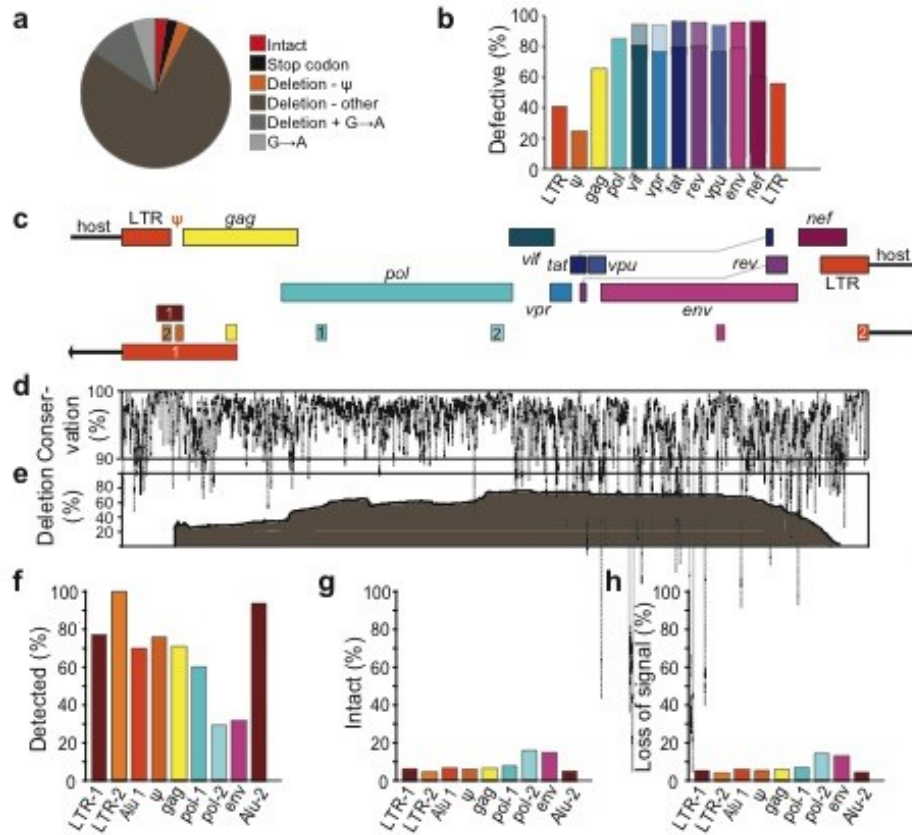 a
Intact
Stop codon
Deletion - ψ
Deletion - other
Deletion + G→A
G→A
b
Defective (%)
100
80
60
40
20
0
LTR
ψ
gag
pol
vif
vpr
tat
rev
vpu
env
nef
LTR
c
host
LTR
ψ
gag
nef
host
vif
tat
vpu
rev
LTR
pol
vpr
env
1
2
1
2
2
1
d
Conser-
vation
(%)
100
90
e
Deletion
(%)
80
60
40
20
f
Detected (%)
100
80
60
40
20
0
LTR-1
LTR-2
Alu 1
ψ
gag
pol-1
pol-2
env
Alu-2
g
Intact (%)
100
80
60
40
20
0
LTR-1
LTR-2
Alu 1
ψ
gag
pol-1
pol-2
env
Alu-2
h
Loss of signal (%)
100
80
60
40
20
0
LTR-1
LTR-2
Alu 1
ψ
gag
pol-1
pol-2
env
Alu-2